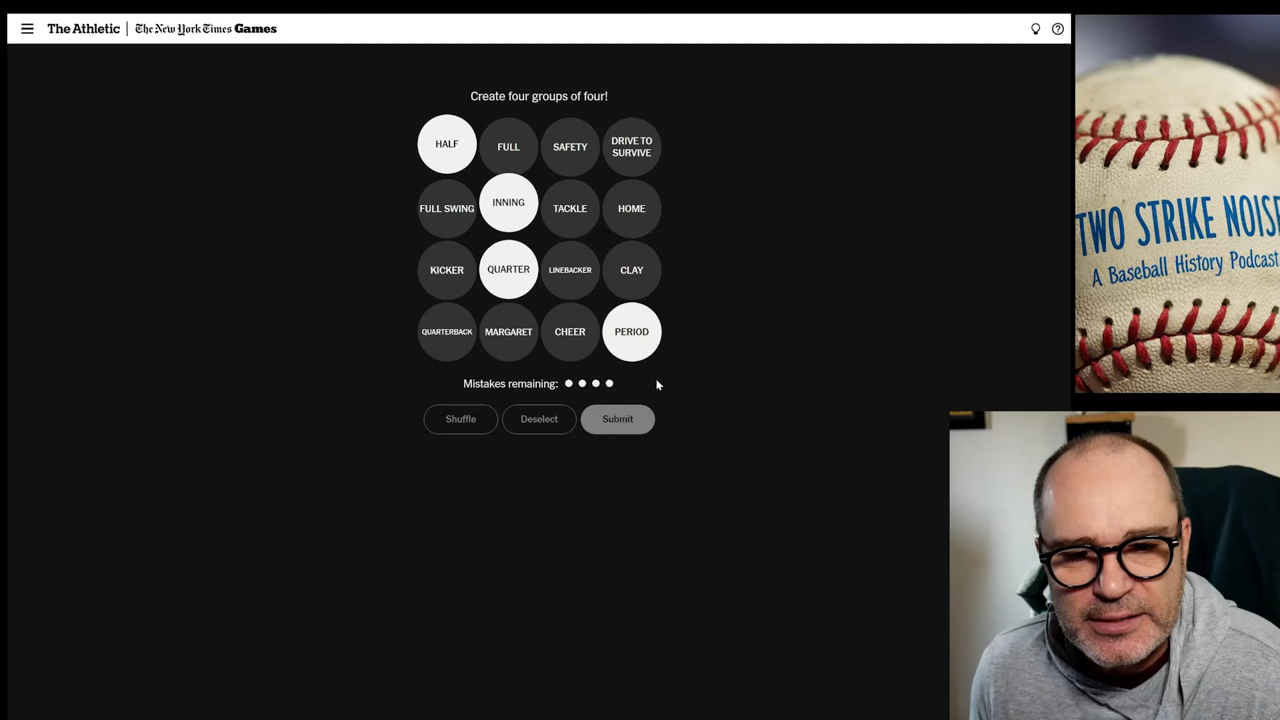 The Athletic | The New York Times Games
Create four groups of four!
HALF
FULL
SAFETY
DRIVE TO
SURVIVE
FULL SWING
INNING
TACKLE
HOME
KICKER
QUARTER
LINEBACKER
CLAY
QUARTERBACK
MARGARET
CHEER
PERIOD
Mistakes remaining:
Shuffle
Deselect
Submit
TWO STRIKE NOISE
A Baseball History Podcast